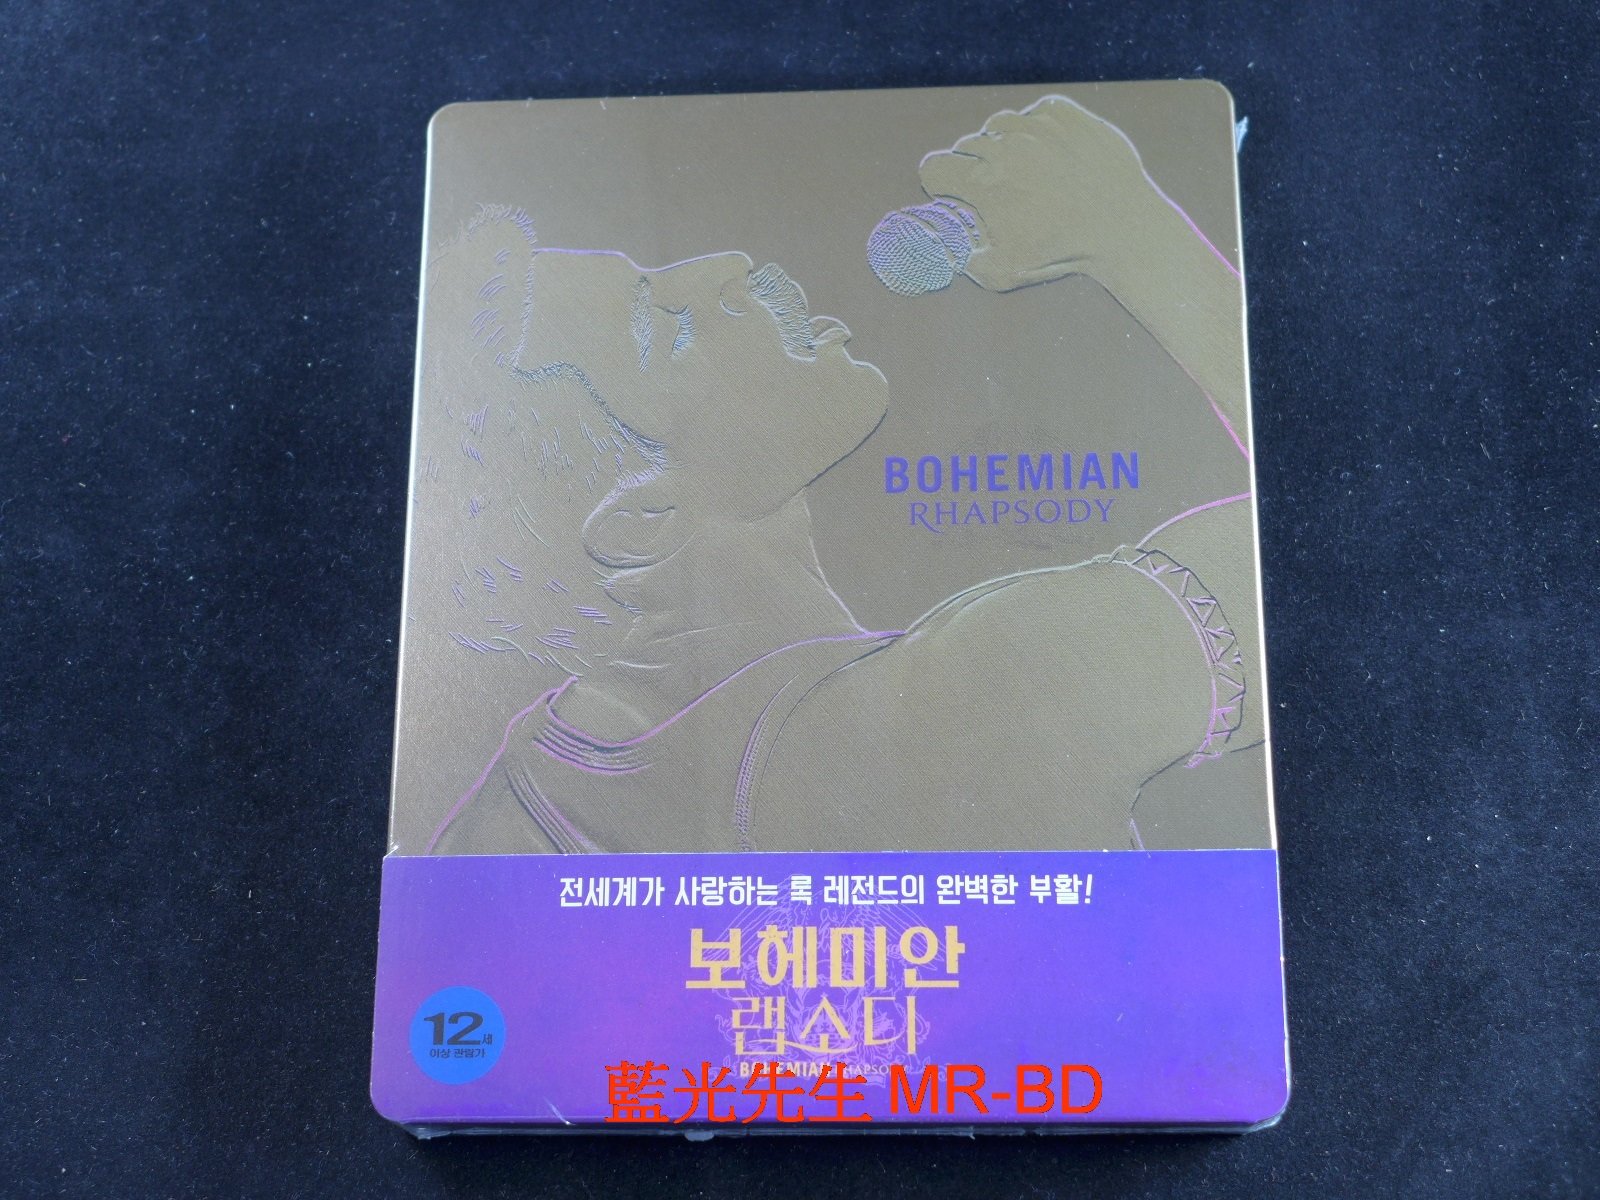 BOHEMIAN
RHAPSODY
전세계가 사랑하는 록 레전드의 완벽한 부활!
보헤미안
랩소디
BOHEMIAN RHAPSODY
12세
이상 관람가
藍光先生 MR-BD